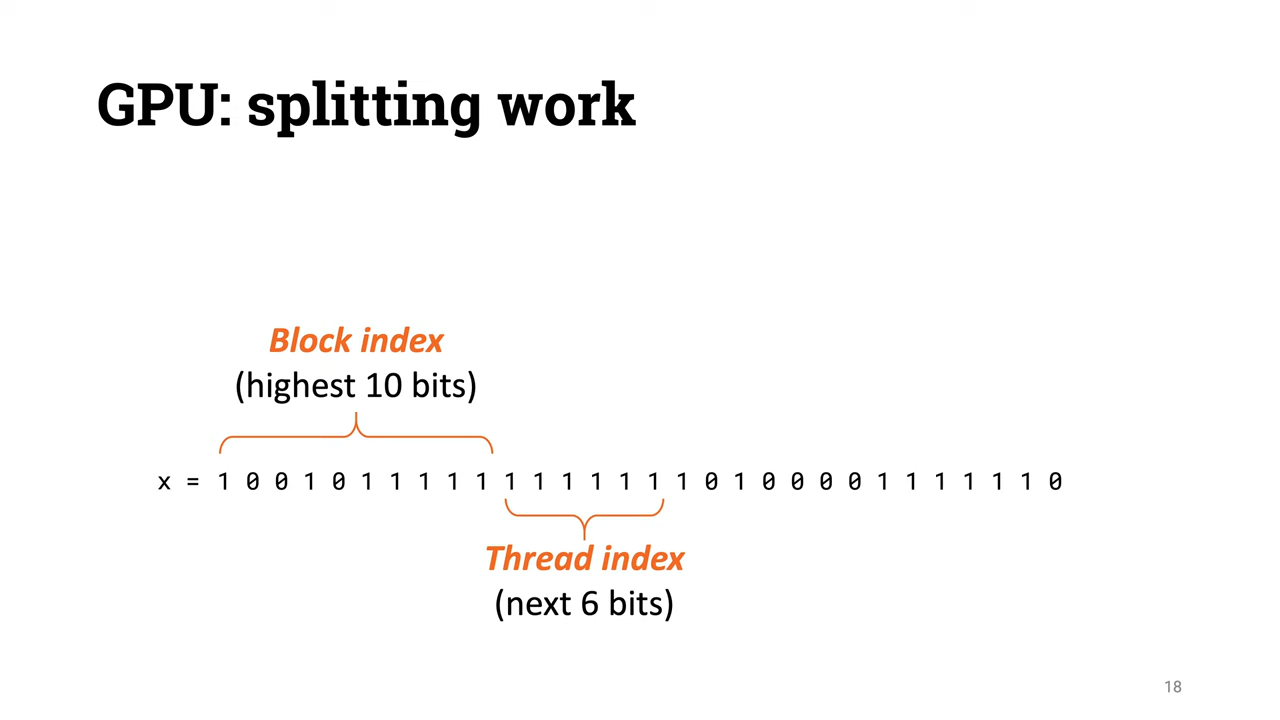 GPU: splitting work
Block index
(highest 10 bits)
x = 1 0 0 1 0 1 1 1 1 1 1 1 1 1 1 1 1 0 1 0 0 0 0 1 1 1 1 1 1 0
Thread index
(next 6 bits)
18